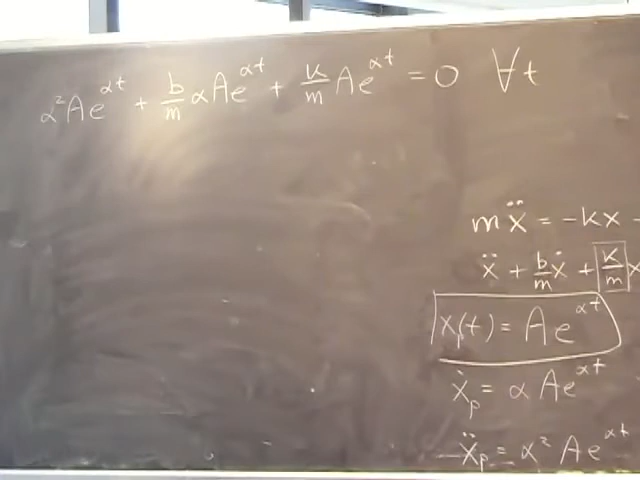 α²Ae^{αt} + b/m αAe^{αt} + k/m Ae^{αt} = 0 ∀t
mẍ = -kx -
ẍ + b/m ẋ + k/m x
x_p(t) = Ae^{αt}
ẋ_p = αAe^{αt}
ẍ_p = α²Ae^{αt}